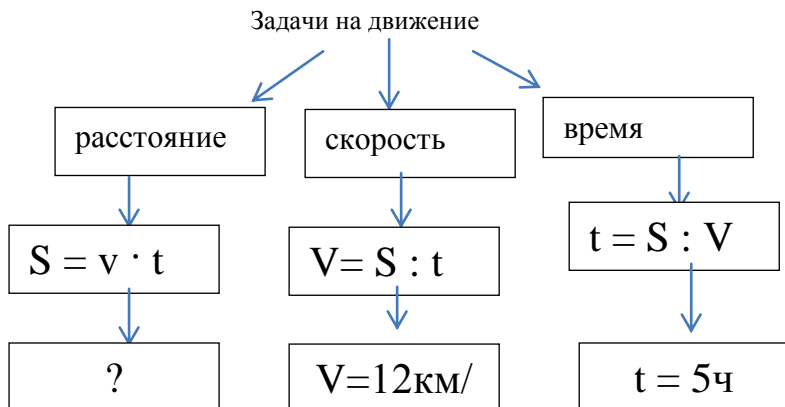 Задачи на движение
расстояние
скорость
время
S = v · t
V= S : t
t = S : V
?
V=12км/
t = 5ч